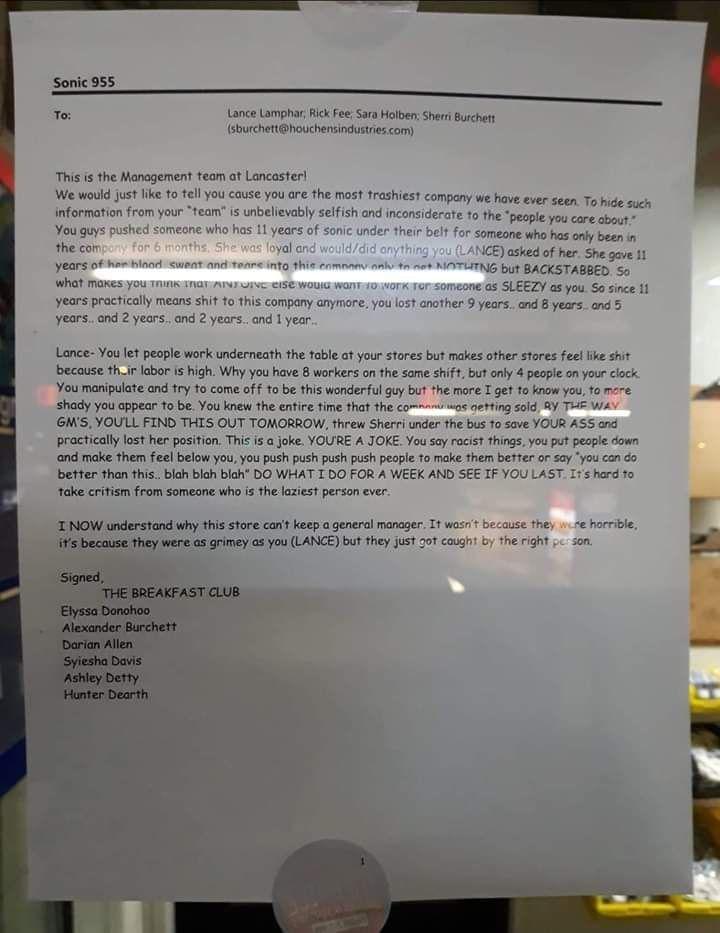 Sonic 955
To: Lance Lamphar; Rick Fee; Sara Holben; Sherri Burchett
(sburchett@houchensindustries.com)
This is the Management team at Lancaster!
We would just like to tell you cause you are the most trashiest company we have ever seen. To hide such
information from your "team" is unbelievably selfish and inconsiderate to the "people you care about."
You guys pushed someone who has 11 years of sonic under their belt for someone who has only been in
the company for 6 months. She was loyal and would/did anything you (LANCE) asked of her. She gave 11
years of her blood, sweat and tears into this company only to get NOTHING but BACKSTABBED. So
what makes you think that ANYONE else would want to work for someone as SLEEZY as you. So since 11
years practically means shit to this company anymore, you lost another 9 years.. and 8 years.. and 5
years.. and 2 years.. and 2 years.. and 1 year..
Lance- You let people work underneath the table at your stores but makes other stores feel like shit
because their labor is high. Why you have 8 workers on the same shift, but only 4 people on your clock.
You manipulate and try to come off to be this wonderful guy but the more I get to know you, to more
shady you appear to be. You knew the entire time that the company was getting sold, BY THE WAY
GM'S, YOU'LL FIND THIS OUT TOMORROW, threw Sherri under the bus to save YOUR ASS and
practically lost her position. This is a joke. YOU'RE A JOKE. You say racist things, you put people down
and make them feel below you, you push push push push people to make them better or say "you can do
better than this.. blah blah blah" DO WHAT I DO FOR A WEEK AND SEE IF YOU LAST. It's hard to
take critism from someone who is the laziest person ever.
I NOW understand why this store can't keep a general manager. It wasn't because they were horrible,
it's because they were as grimey as you (LANCE) but they just got caught by the right person.
Signed,
THE BREAKFAST CLUB
Elyssa Donohoo
Alexander Burchett
Darian Allen
Syiesha Davis
Ashley Detty
Hunter Dearth
1